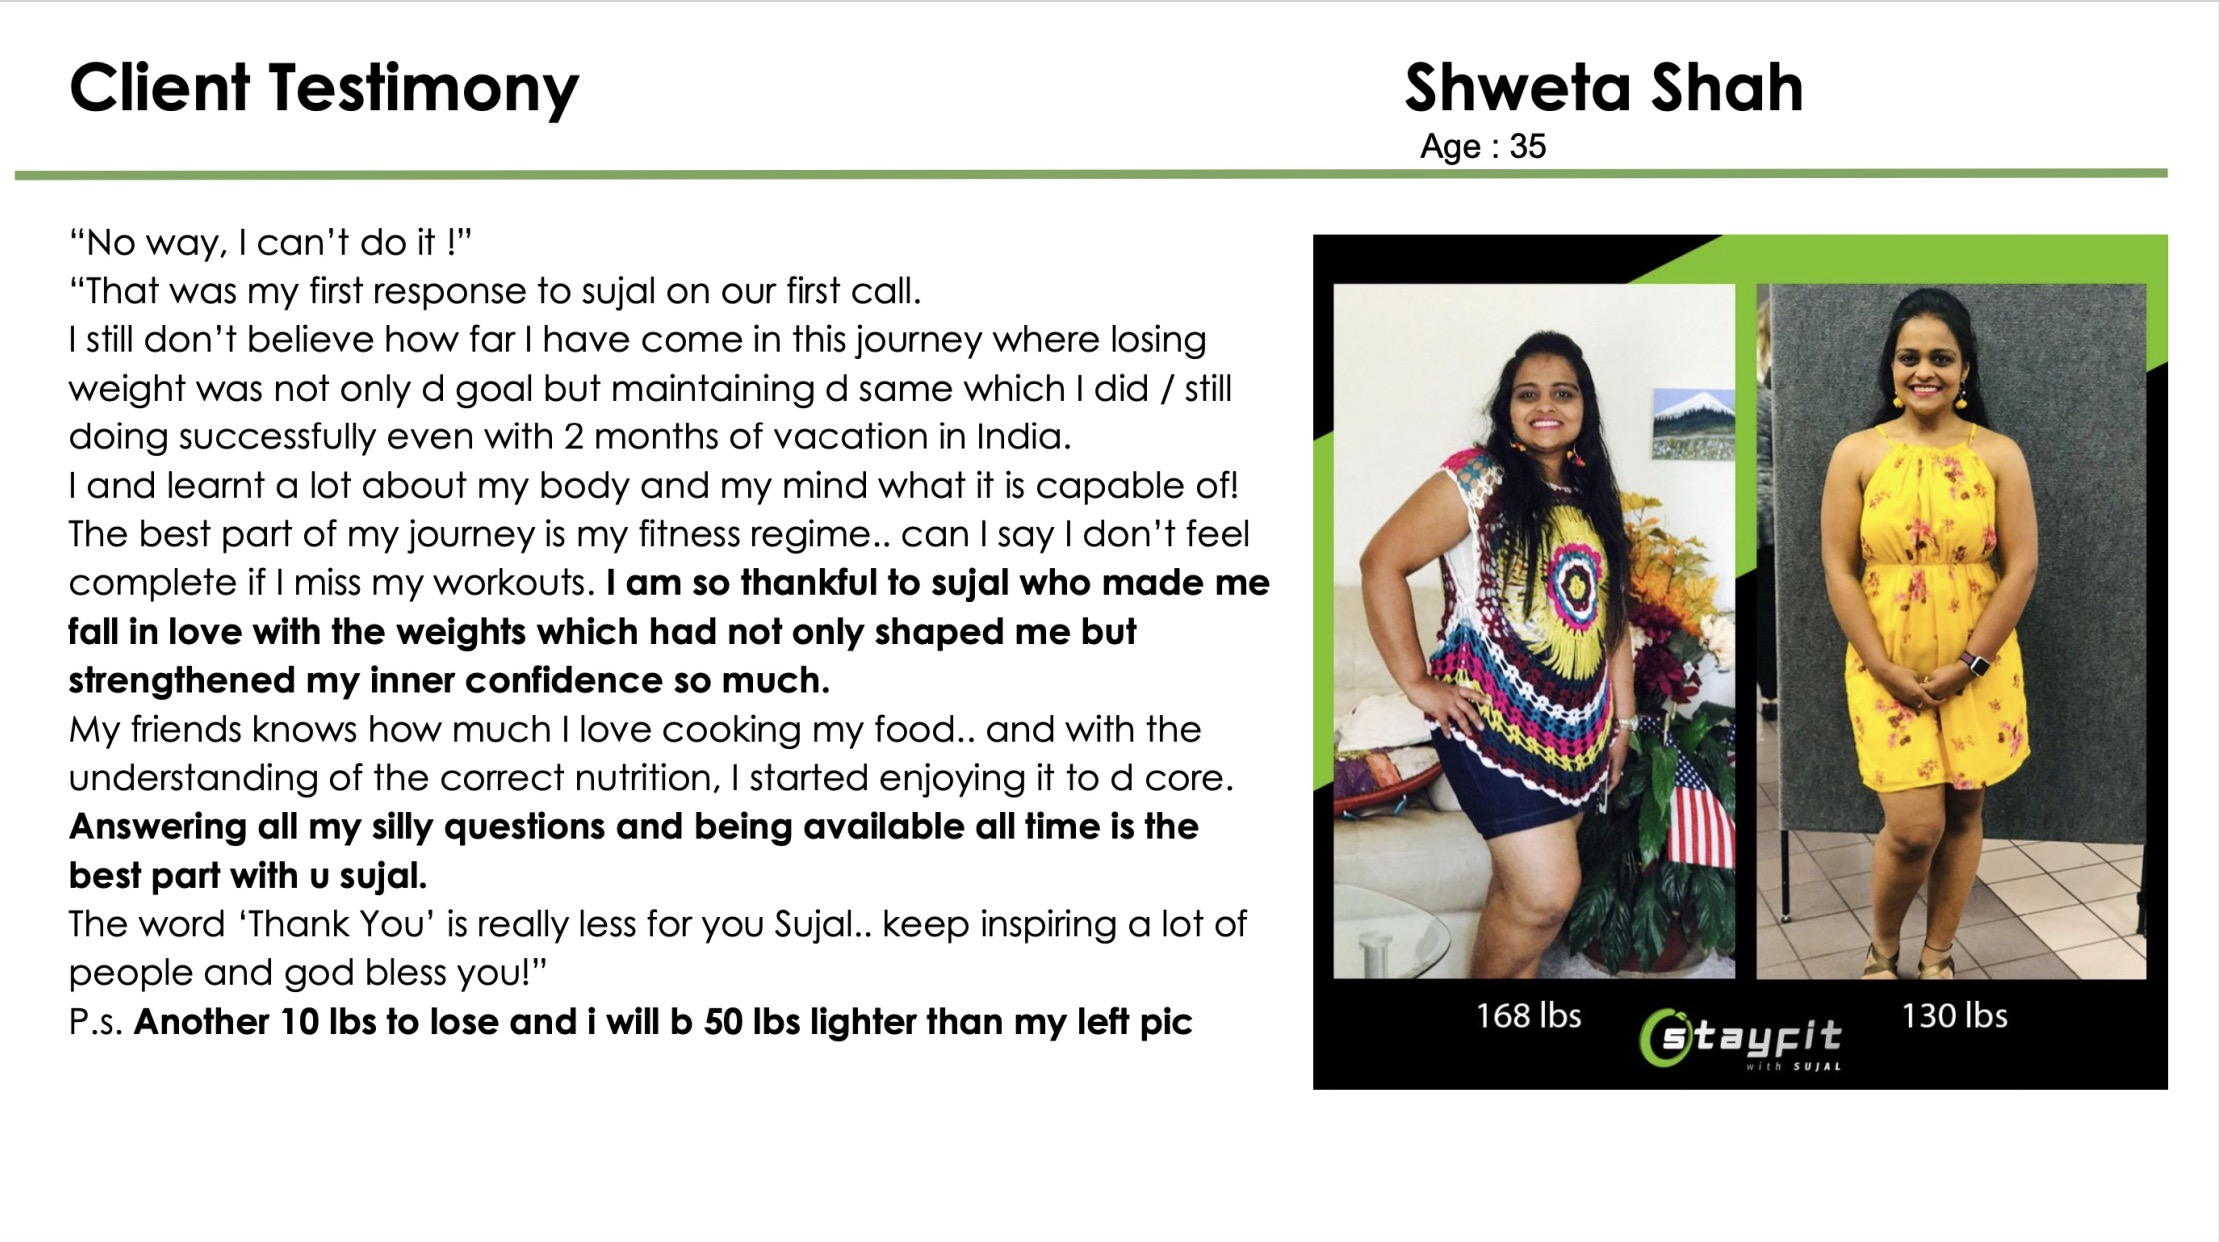 Client Testimony
Shweta Shah
Age : 35
“No way, I can’t do it !”
“That was my first response to sujal on our first call.
I still don’t believe how far I have come in this journey where losing
weight was not only d goal but maintaining d same which I did / still
doing successfully even with 2 months of vacation in India.
I and learnt a lot about my body and my mind what it is capable of!
The best part of my journey is my fitness regime.. can I say I don’t feel
complete if I miss my workouts. I am so thankful to sujal who made me
fall in love with the weights which had not only shaped me but
strengthened my inner confidence so much.
My friends knows how much I love cooking my food.. and with the
understanding of the correct nutrition, I started enjoying it to d core.
Answering all my silly questions and being available all time is the
best part with u sujal.
The word ‘Thank You’ is really less for you Sujal.. keep inspiring a lot of
people and god bless you!”
P.s. Another 10 lbs to lose and i will b 50 lbs lighter than my left pic
168 lbs
130 lbs
stayfit
with SUJAL